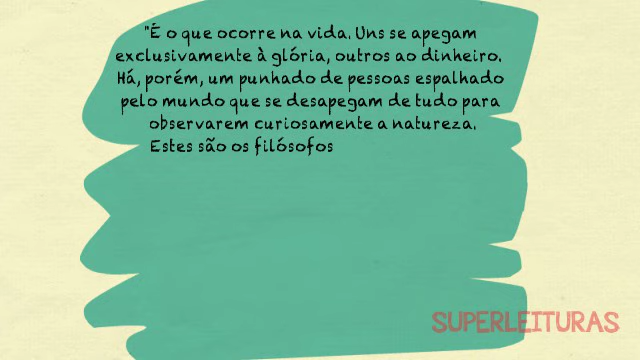 "É o que ocorre na vida. Uns se apegam
exclusivamente à glória, outros ao dinheiro.
Há, porém, um punhado de pessoas espalhado
pelo mundo que se desapegam de tudo para
observarem curiosamente a natureza.
Estes são os filósofos
SUPERLEITURAS